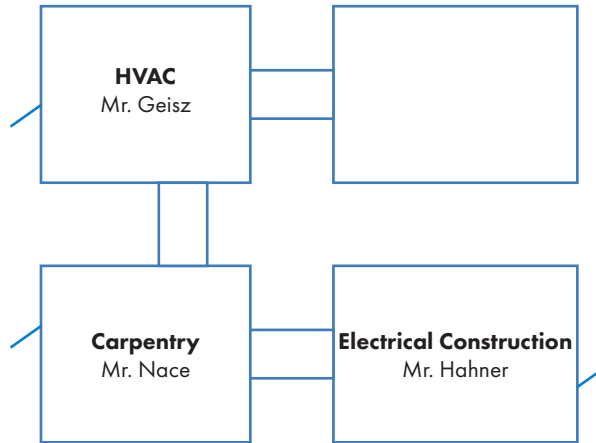 HVAC
Mr. Geisz
Carpentry
Mr. Nace
Electrical Construction
Mr. Hahner